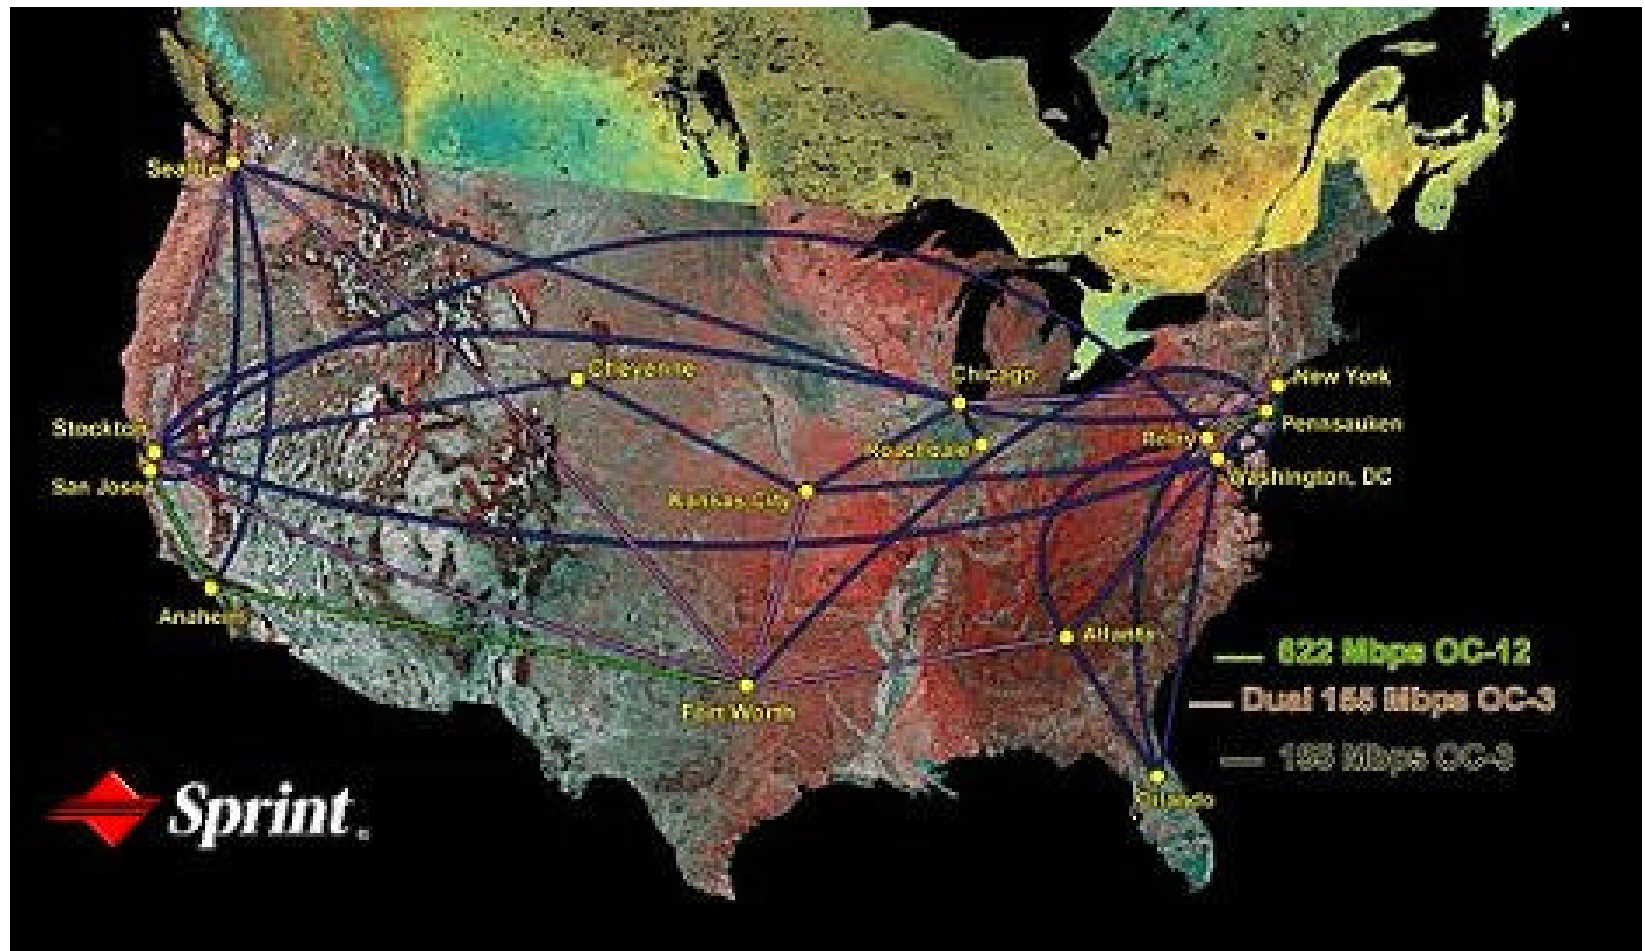 Seattle
Cheyenne
Chicago
New York
Stockton
Pennsauken
Relay
Roachdale
Washington, DC
San Jose
Kansas City
Anaheim
Atlanta
622 Mbps OC-12
Dual 155 Mbps OC-3
Fort Worth
155 Mbps OC-3
Orlando
Sprint